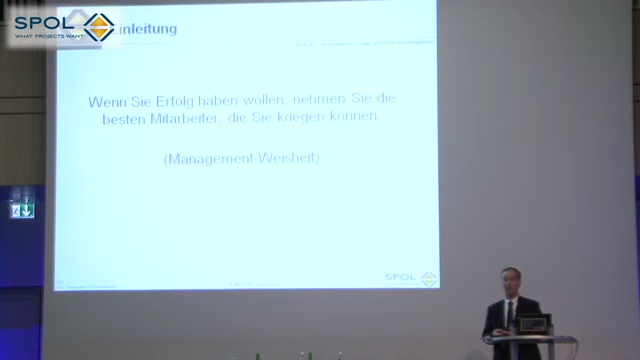 SPOL
WHAT PROJECTS WANT
inleitung
Wenn Sie Erfolg haben wollen, nehmen Sie die
besten Mitarbeiter, die Sie kriegen können.
(Management-Weisheit)
SPOL